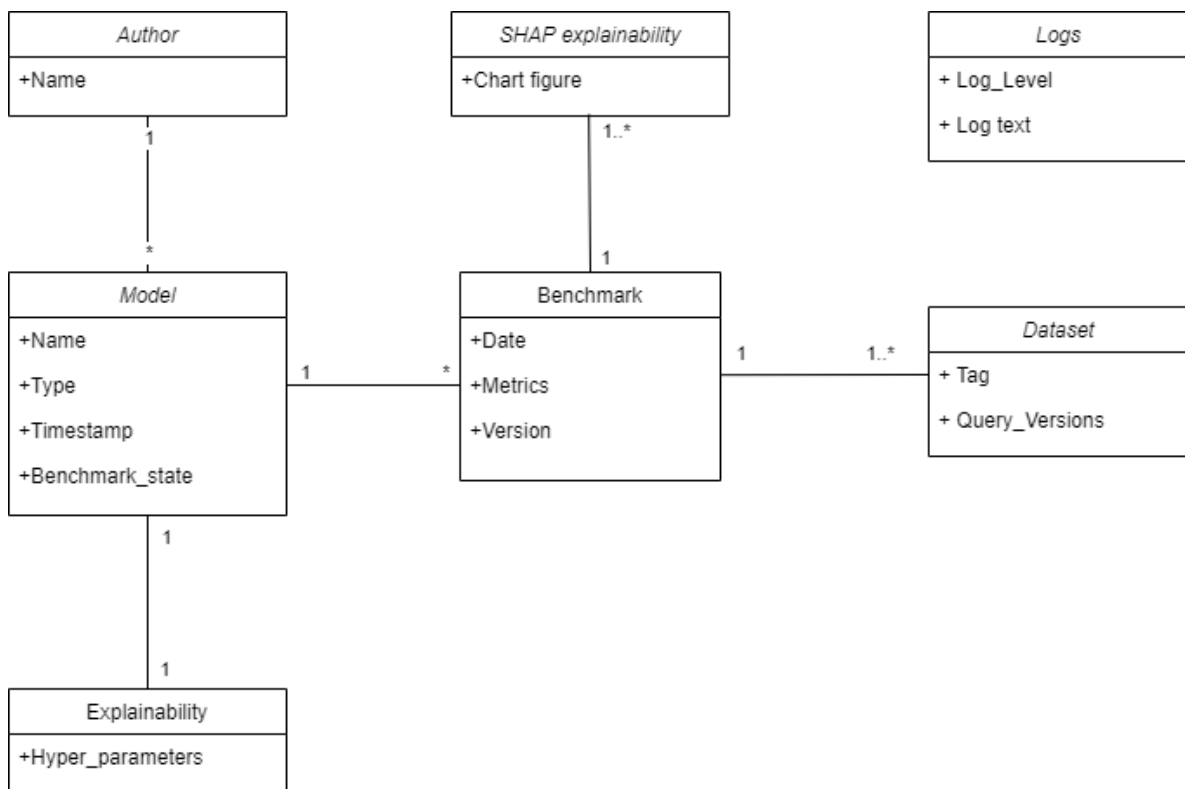 Author
+Name
1
*
SHAP explainability
+Chart figure
1..*
1
Logs
+ Log_Level
+ Log text
Model
+Name
+Type
+Timestamp
+Benchmark_state
1
*
Benchmark
+Date
+Metrics
+Version
1
1..*
Dataset
+ Tag
+ Query_Versions
1
1
Explainability
+Hyper_parameters